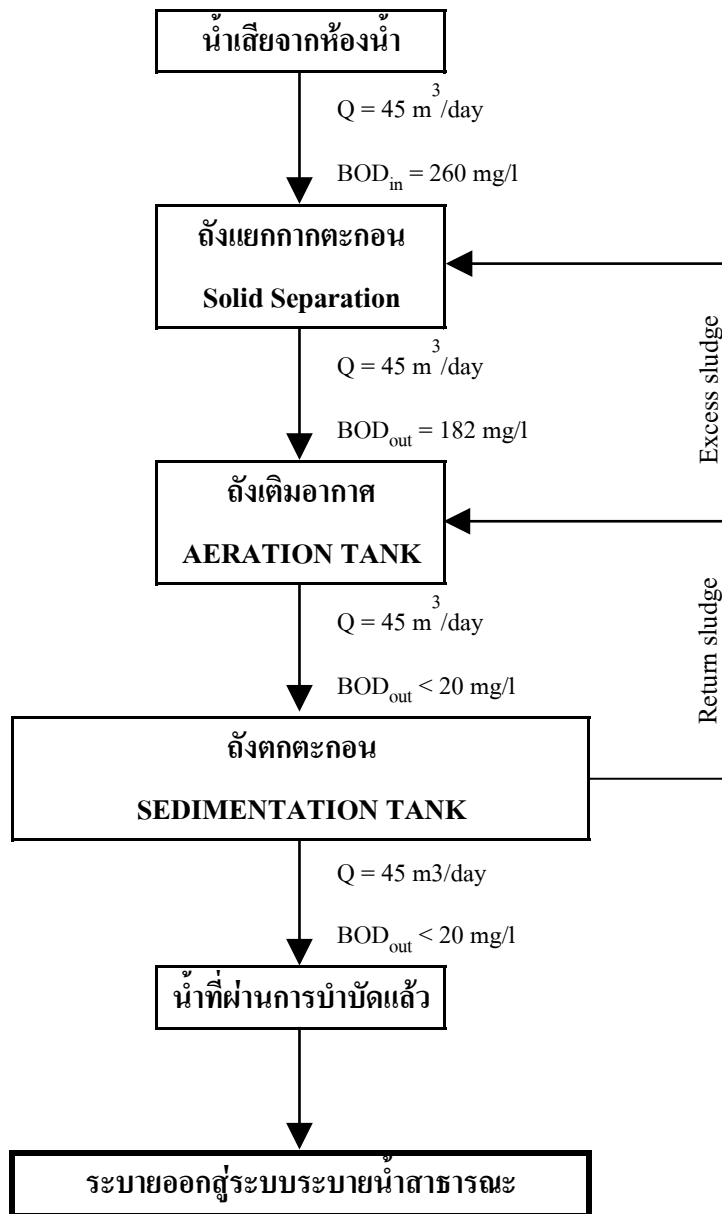 น้ำเสียจากห้องน้ำ
Q = 45 m³/day
BODin = 260 mg/l
ถังแยกกากตะกอน
Solid Separation
Q = 45 m³/day
BODout = 182 mg/l
Excess sludge
ถังเติมอากาศ
AERATION TANK
Q = 45 m³/day
BODout < 20 mg/l
Return sludge
ถังตกตะกอน
SEDIMENTATION TANK
Q = 45 m3/day
BODout < 20 mg/l
น้ำที่ผ่านการบำบัดแล้ว
ระบายออกสู่ระบบระบายน้ำสาธารณะ